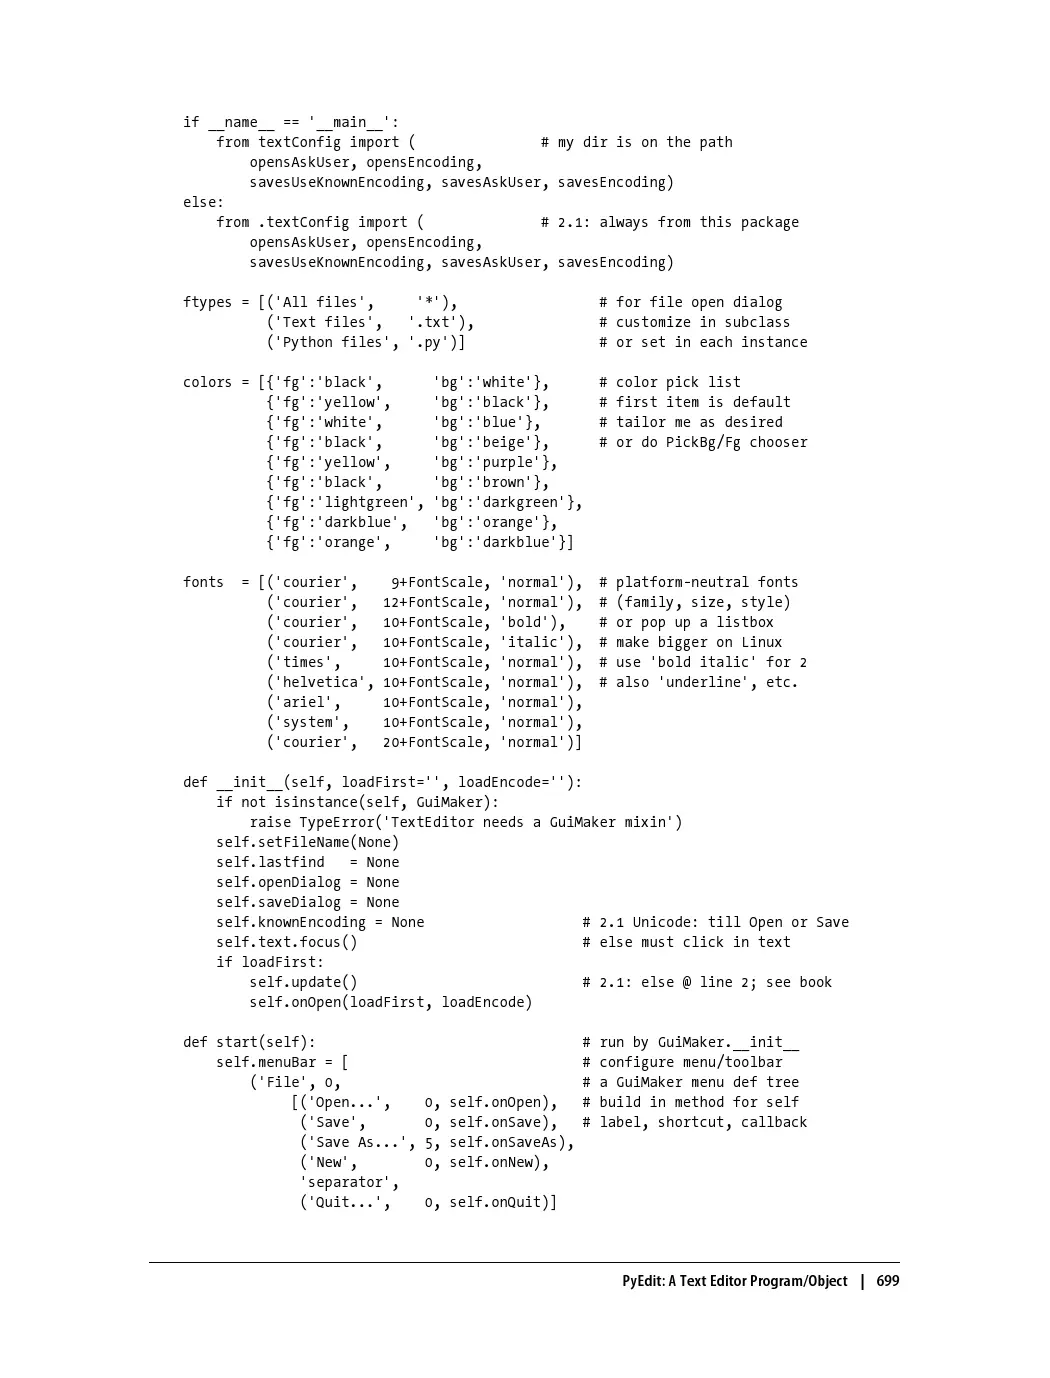 if __name__ == '__main__':
    from textConfig import (               # my dir is on the path
        opensAskUser, opensEncoding,
        savesUseKnownEncoding, savesAskUser, savesEncoding)
else:
    from .textConfig import (              # 2.1: always from this package
        opensAskUser, opensEncoding,
        savesUseKnownEncoding, savesAskUser, savesEncoding)

ftypes = [('All files',     '*'),                 # for file open dialog
          ('Text files',   '.txt'),               # customize in subclass
          ('Python files', '.py')]                # or set in each instance

colors = [{'fg':'black',      'bg':'white'},      # color pick list
          {'fg':'yellow',     'bg':'black'},      # first item is default
          {'fg':'white',      'bg':'blue'},       # tailor me as desired
          {'fg':'black',      'bg':'beige'},      # or do PickBg/Fg chooser
          {'fg':'yellow',     'bg':'purple'},
          {'fg':'black',      'bg':'brown'},
          {'fg':'lightgreen', 'bg':'darkgreen'},
          {'fg':'darkblue',   'bg':'orange'},
          {'fg':'orange',     'bg':'darkblue'}]

fonts  = [('courier',    9+FontScale, 'normal'),  # platform-neutral fonts
          ('courier',   12+FontScale, 'normal'),  # (family, size, style)
          ('courier',   10+FontScale, 'bold'),    # or pop up a listbox
          ('courier',   10+FontScale, 'italic'),  # make bigger on Linux
          ('times',     10+FontScale, 'normal'),  # use 'bold italic' for 2
          ('helvetica', 10+FontScale, 'normal'),  # also 'underline', etc.
          ('ariel',     10+FontScale, 'normal'),
          ('system',    10+FontScale, 'normal'),
          ('courier',   20+FontScale, 'normal')]

def __init__(self, loadFirst='', loadEncode=''):
    if not isinstance(self, GuiMaker):
        raise TypeError('TextEditor needs a GuiMaker mixin')
    self.setFileName(None)
    self.lastfind   = None
    self.openDialog = None
    self.saveDialog = None
    self.knownEncoding = None                   # 2.1 Unicode: till Open or Save
    self.text.focus()                           # else must click in text
    if loadFirst:
        self.update()                           # 2.1: else @ line 2; see book
        self.onOpen(loadFirst, loadEncode)

def start(self):                                # run by GuiMaker.__init__
    self.menuBar = [                            # configure menu/toolbar
        ('File', 0,                             # a GuiMaker menu def tree
             [('Open...',    0, self.onOpen),   # build in method for self
              ('Save',       0, self.onSave),   # label, shortcut, callback
              ('Save As...', 5, self.onSaveAs),
              ('New',        0, self.onNew),
              'separator',
              ('Quit...',    0, self.onQuit)]

PyEdit: A Text Editor Program/Object | 699